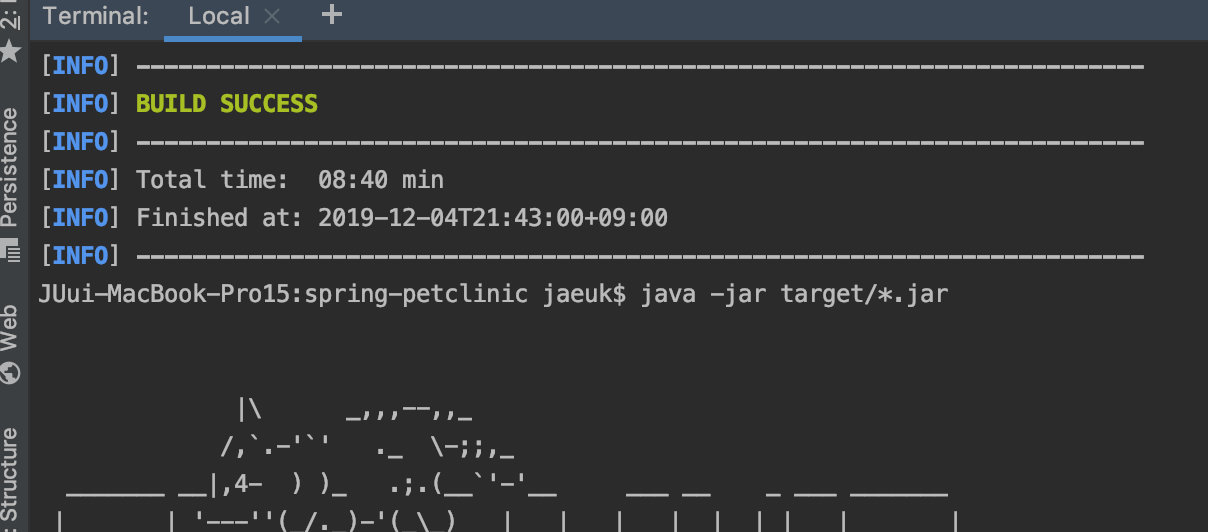 Terminal: Local × +
2:
[INFO] ------------------------------------------------------------------------
[INFO] BUILD SUCCESS
[INFO] ------------------------------------------------------------------------
Persistence
[INFO] Total time:  08:40 min
[INFO] Finished at: 2019-12-04T21:43:00+09:00
[INFO] ------------------------------------------------------------------------
JUui-MacBook-Pro15:spring-petclinic jaeuk$ java -jar target/*.jar
Web
Structure
              |\      _,,,--,,_
             /,`.-'`'   ._  \-;;,_
  _______ __|,4-  ) )_   .;.(__`'-'__     ___ __    _ ___ _______
 |       | '---''(_/._)-'(_\_)   |   |   |   |  |  | |   |       |